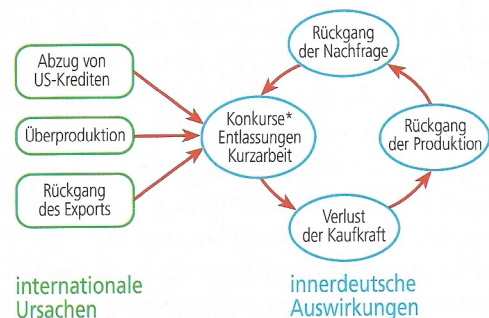 Abzug von
US-Krediten
Überproduktion
Rückgang
des Exports
internationale
Ursachen
Rückgang
der Nachfrage
Konkurse*
Entlassungen
Kurzarbeit
Rückgang
der Produktion
Verlust
der Kaufkraft
innerdeutsche
Auswirkungen